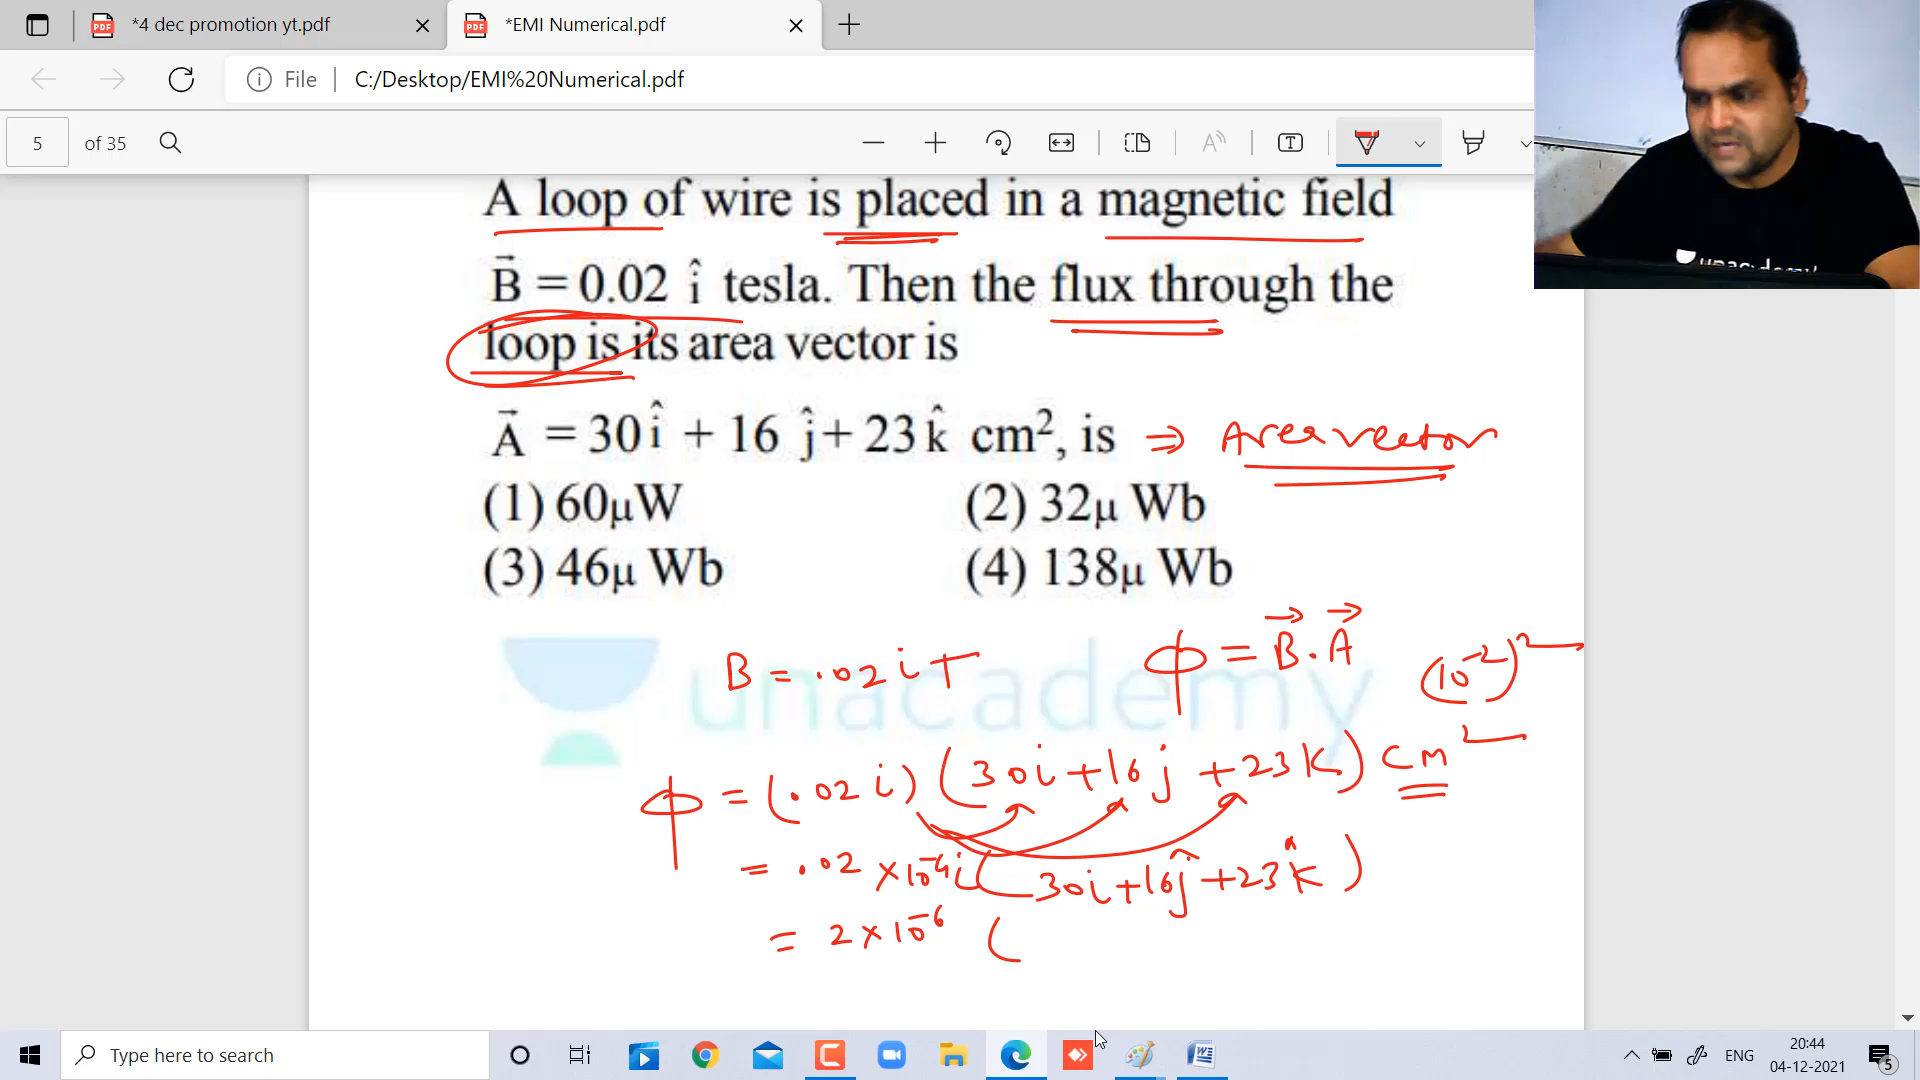 *4 dec promotion yt.pdf
*EMI Numerical.pdf
File
C:/Desktop/EMI%20Numerical.pdf
5 of 35
A loop of wire is placed in a magnetic field
B⃗ = 0.02 î tesla. Then the flux through the
loop is its area vector is
A⃗ = 30 î + 16 ĵ + 23 k̂ cm², is ⇒ Area vector
(1) 60μW (2) 32μ Wb
(3) 46μ Wb (4) 138μ Wb
unacademy
B = .02 i +
ϕ = B⃗ . A⃗
(10⁻²)²
ϕ = (.02 i) (30i + 16j + 23k) cm²
= .02 × 10⁻⁴ i (30i + 16ĵ + 23k̂)
= 2 × 10⁻⁶ (
unacademy
Type here to search
ENG
20:44
04-12-2021
5